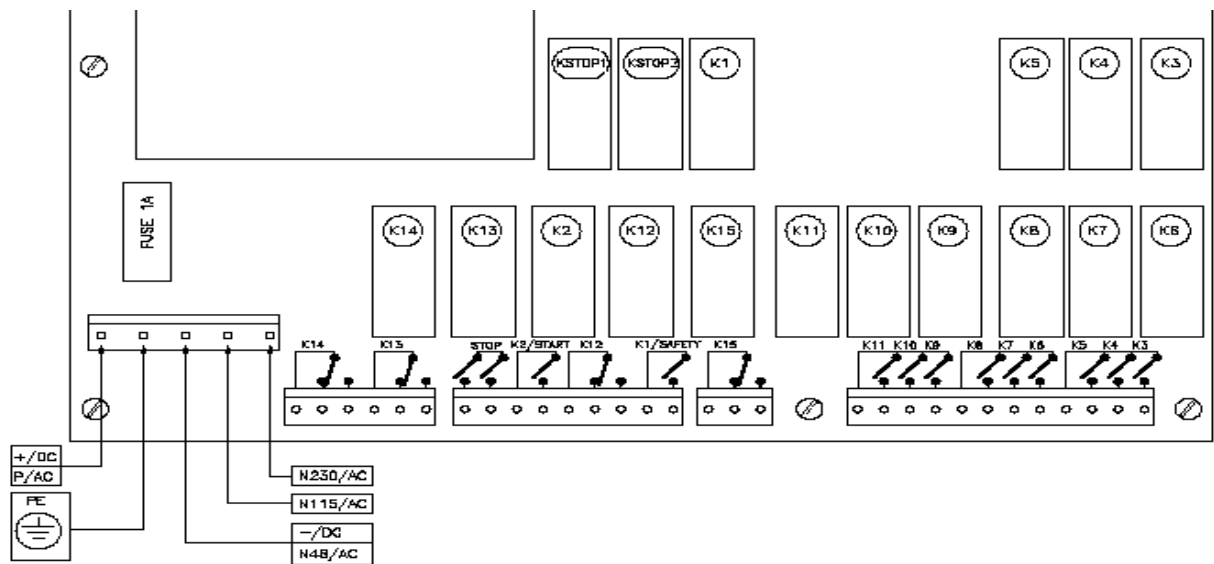 KSTOP1 KSTOP2 K1 K5 K4 K3
FUSE 1A
K14 K13 K2 K12 K15 K11 K10 K9 K8 K7 K6
K14 K13 STOP K2/START K12 K1/SAFETY K15 K11 K10 K9 K8 K7 K6 K5 K4 K3
+/DC
P/AC
PE
N230/AC
N115/AC
-/DC
N48/AC